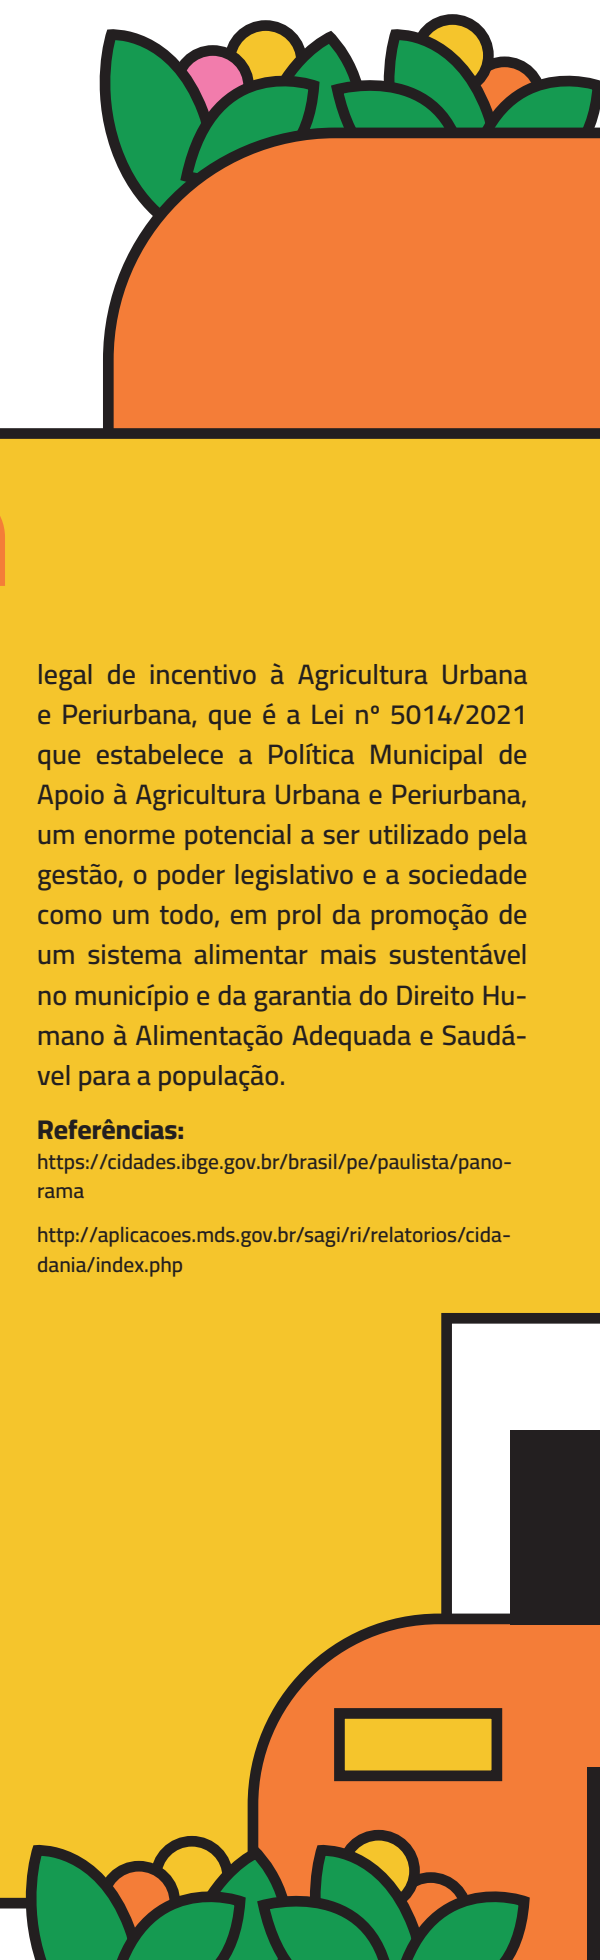 legal de incentivo à Agricultura Urbana
e Periurbana, que é a Lei nº 5014/2021
que estabelece a Política Municipal de
Apoio à Agricultura Urbana e Periurbana,
um enorme potencial a ser utilizado pela
gestão, o poder legislativo e a sociedade
como um todo, em prol da promoção de
um sistema alimentar mais sustentável
no município e da garantia do Direito Hu-
mano à Alimentação Adequada e Saudá-
vel para a população.
Referências:
https://cidades.ibge.gov.br/brasil/pe/paulista/pano-
rama
http://aplicacoes.mds.gov.br/sagi/ri/relatorios/cida-
dania/index.php